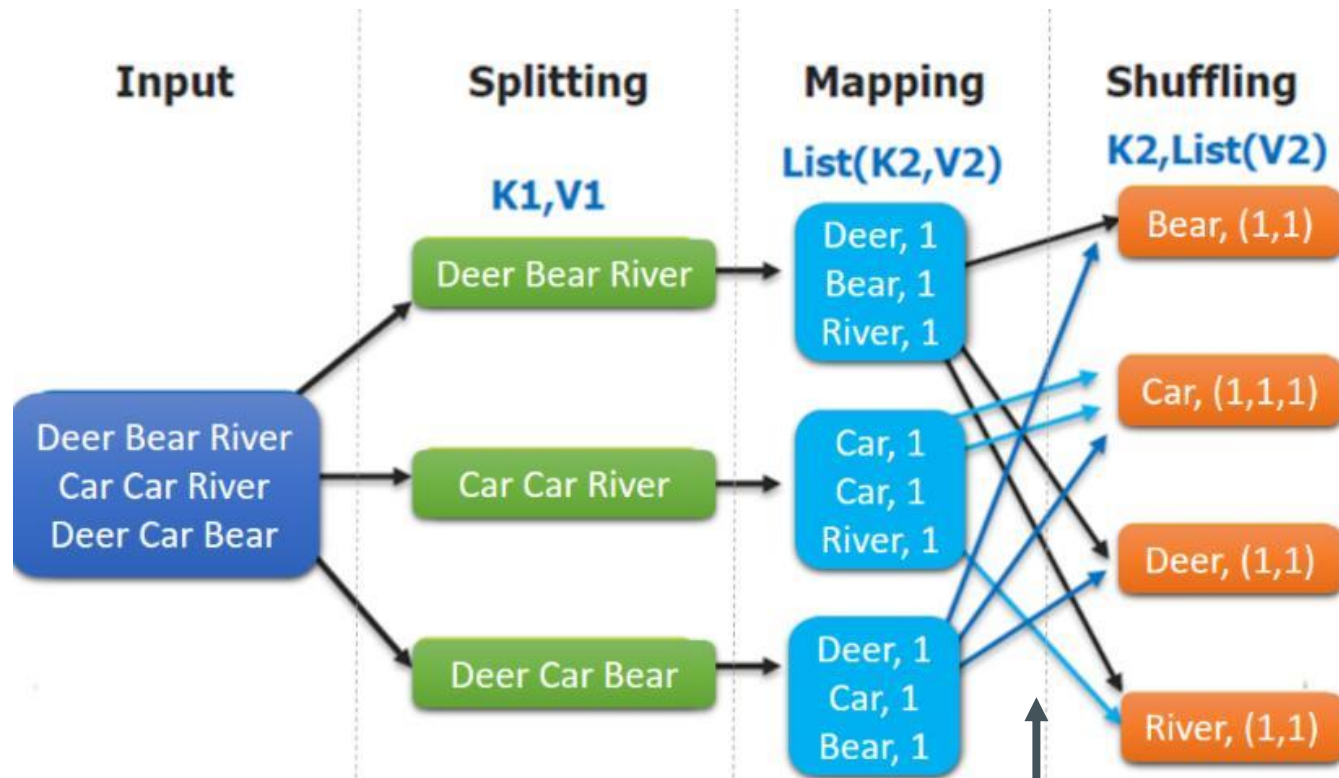 Input
Splitting
Mapping
Shuffling
K1,V1
List(K2,V2)
K2,List(V2)
Deer Bear River
Car Car River
Deer Car Bear
Deer Bear River
Car Car River
Deer Car Bear
Deer, 1
Bear, 1
River, 1
Car, 1
Car, 1
River, 1
Deer, 1
Car, 1
Bear, 1
Bear, (1,1)
Car, (1,1,1)
Deer, (1,1)
River, (1,1)